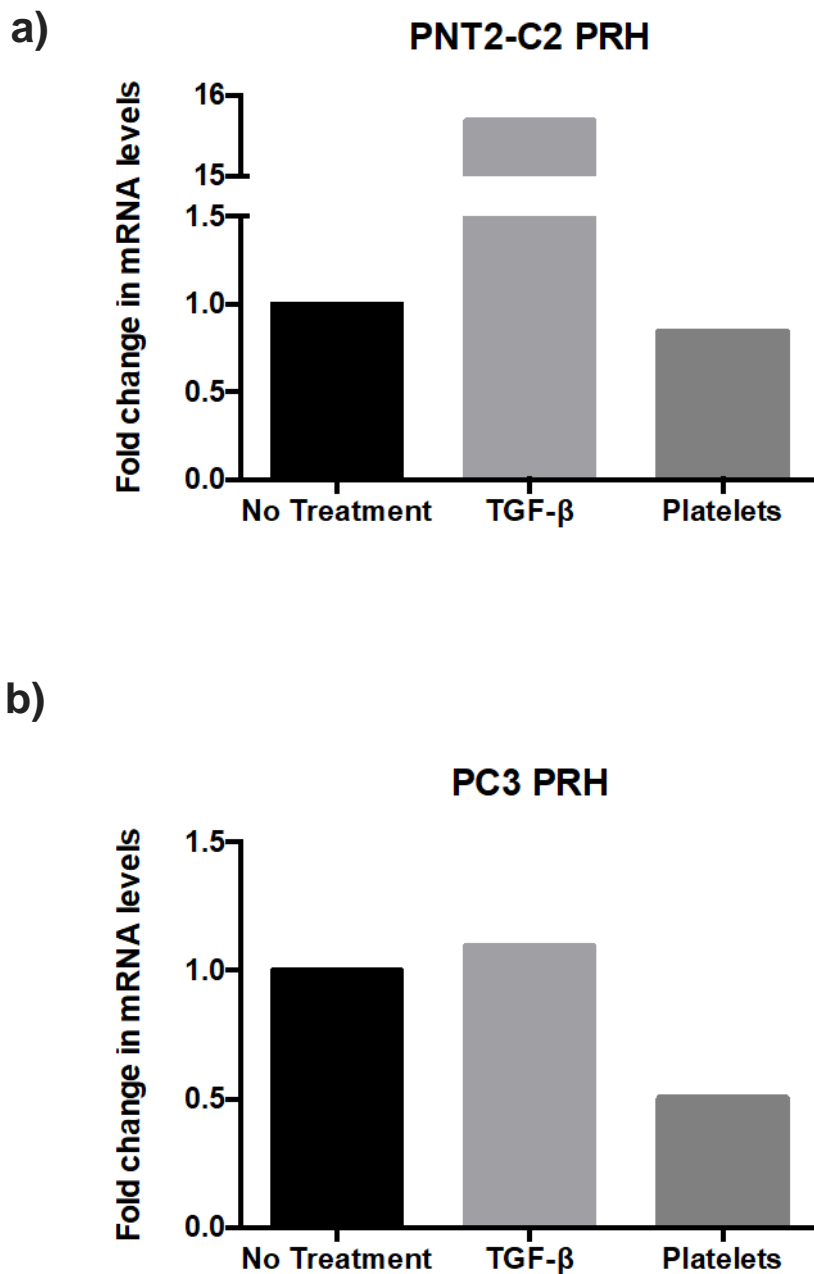 a)
PNT2-C2 PRH
Fold change in mRNA levels
16
15
1.5
1.0
0.5
0.0
No Treatment TGF-β Platelets
b)
PC3 PRH
Fold change in mRNA levels
1.5
1.0
0.5
0.0
No Treatment TGF-β Platelets